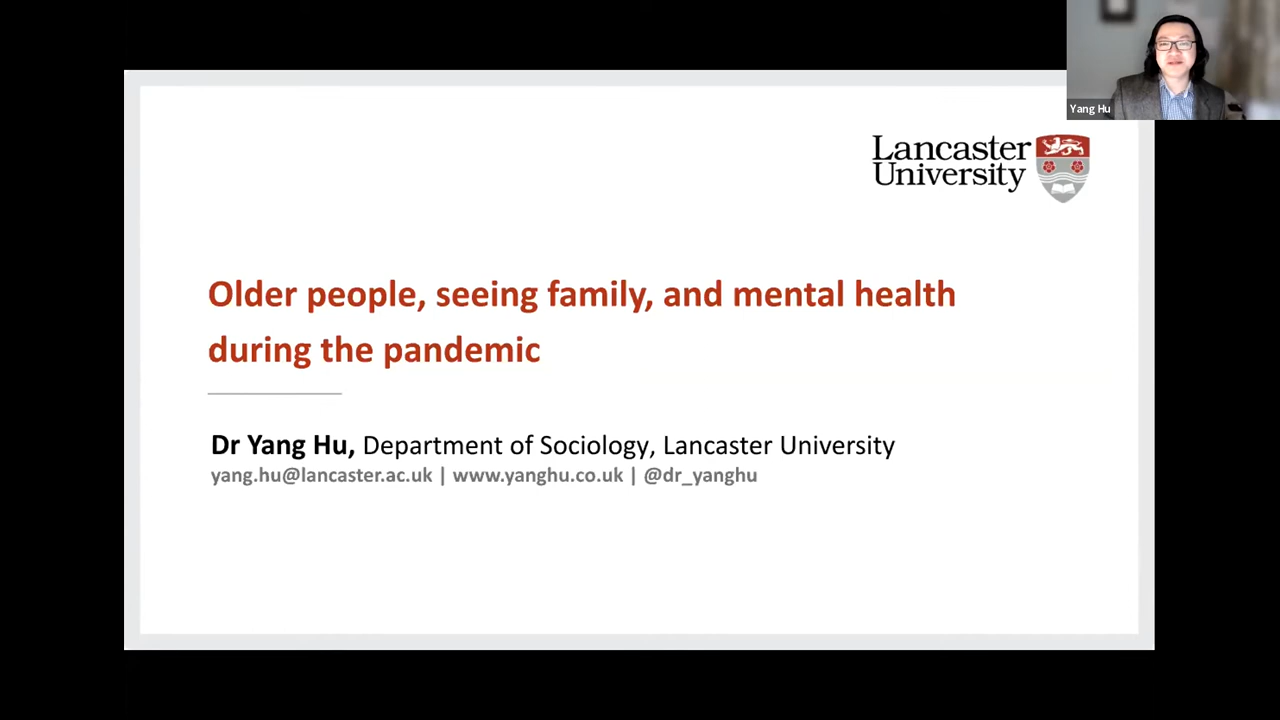 Yang Hu
Lancaster
University
Older people, seeing family, and mental health
during the pandemic
Dr Yang Hu, Department of Sociology, Lancaster University
yang.hu@lancaster.ac.uk | www.yanghu.co.uk | @dr_yanghu